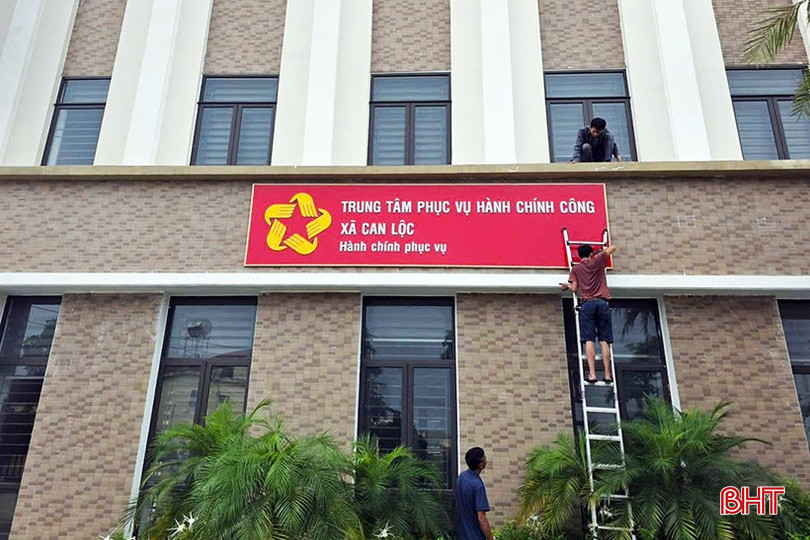 TRUNG TÂM PHỤC VỤ HÀNH CHÍNH CÔNG
XÃ CAN LỘC
Hành chính phục vụ
BHT